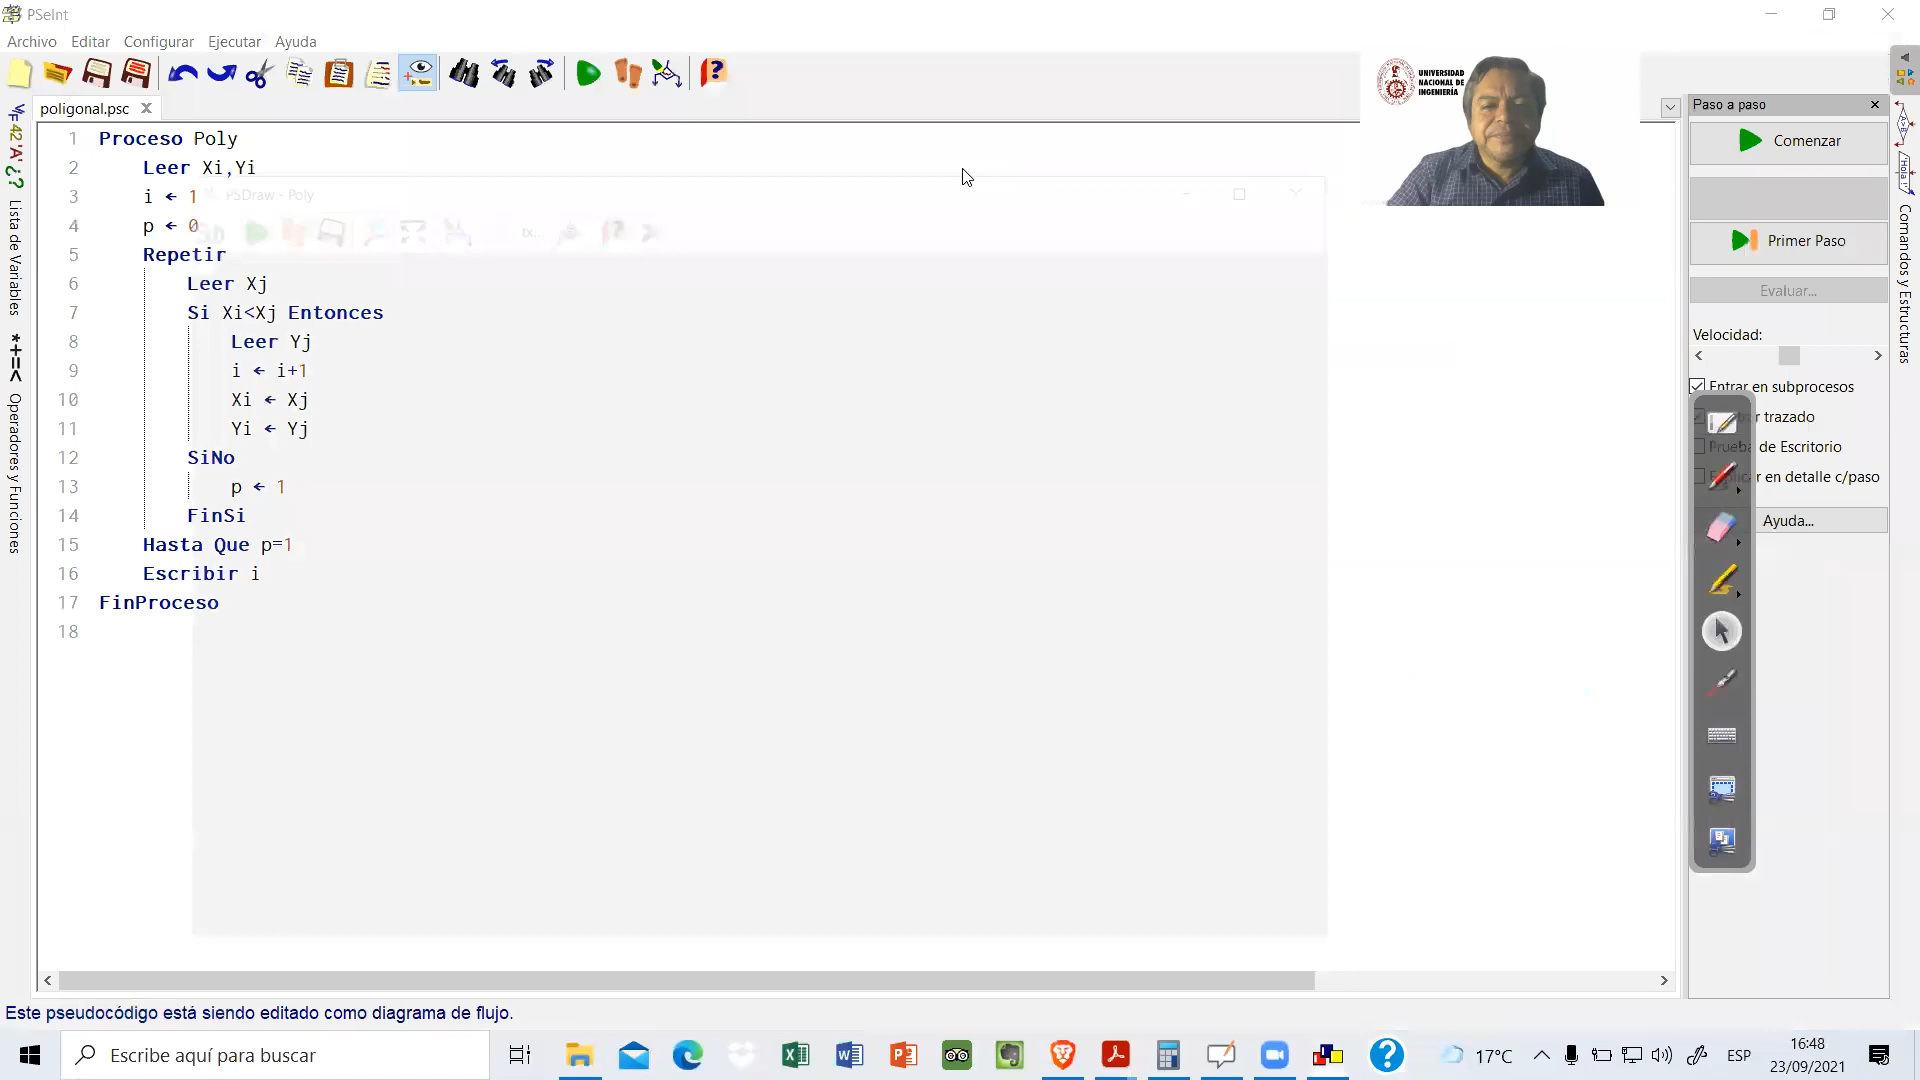 PSeInt
Archivo Editar Configurar Ejecutar Ayuda
poligonal.psc
1 Proceso Poly
2 Leer Xi,Yi
3 i ← 1
4 p ← 0
5 Repetir
6 Leer Xj
7 Si Xi<Xj Entonces
8 Leer Yj
9 i ← i+1
10 Xi ← Xj
11 Yi ← Yj
12 SiNo
13 p ← 1
14 FinSi
15 Hasta Que p=1
16 Escribir i
17 FinProceso
18
PSDraw - Poly
tx...
UNIVERSIDAD
NACIONAL DE
INGENIERÍA
Lista de Variables
*+=<
Operadores y Funciones
Paso a paso
Comenzar
Primer Paso
Evaluar...
Velocidad:
Entrar en subprocesos
trazado
Prueba de Escritorio
Explicar en detalle c/paso
Ayuda...
Comandos y Estructuras
Este pseudocódigo está siendo editado como diagrama de flujo.
Escribe aquí para buscar
17°C
ESP
16:48
23/09/2021